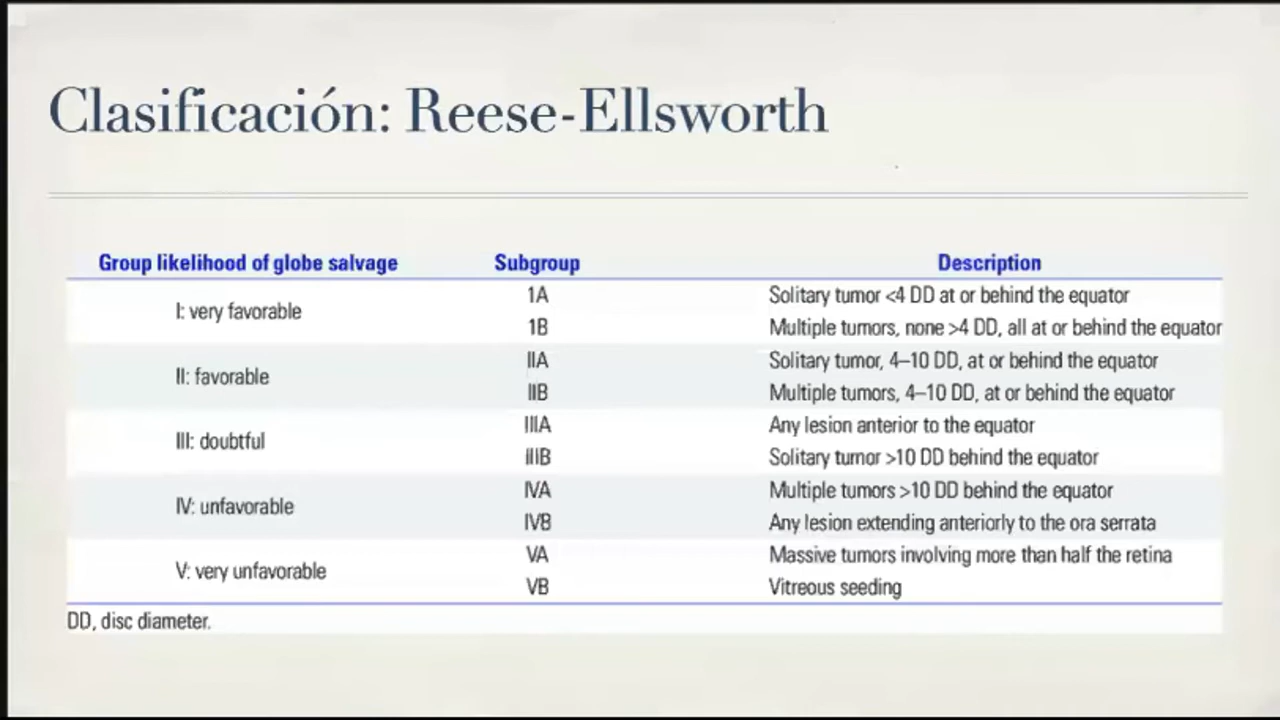 Clasificación: Reese-Ellsworth
Group likelihood of globe salvage Subgroup Description
I: very favorable 1A Solitary tumor <4 DD at or behind the equator
1B Multiple tumors, none >4 DD, all at or behind the equator
II: favorable IIA Solitary tumor, 4–10 DD, at or behind the equator
IIB Multiple tumors, 4–10 DD, at or behind the equator
III: doubtful IIIA Any lesion anterior to the equator
IIIB Solitary tumor >10 DD behind the equator
IV: unfavorable IVA Multiple tumors >10 DD behind the equator
IVB Any lesion extending anteriorly to the ora serrata
V: very unfavorable VA Massive tumors involving more than half the retina
VB Vitreous seeding
DD, disc diameter.